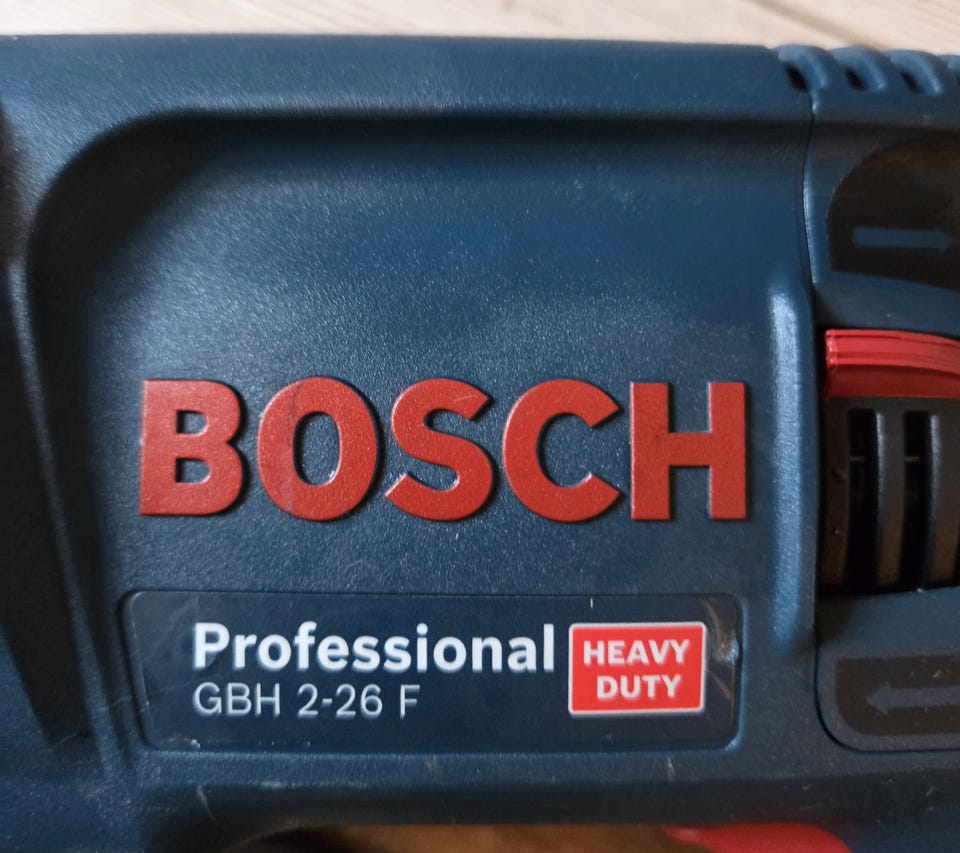 BOSCH
Professional
GBH 2-26 F
HEAVY
DUTY